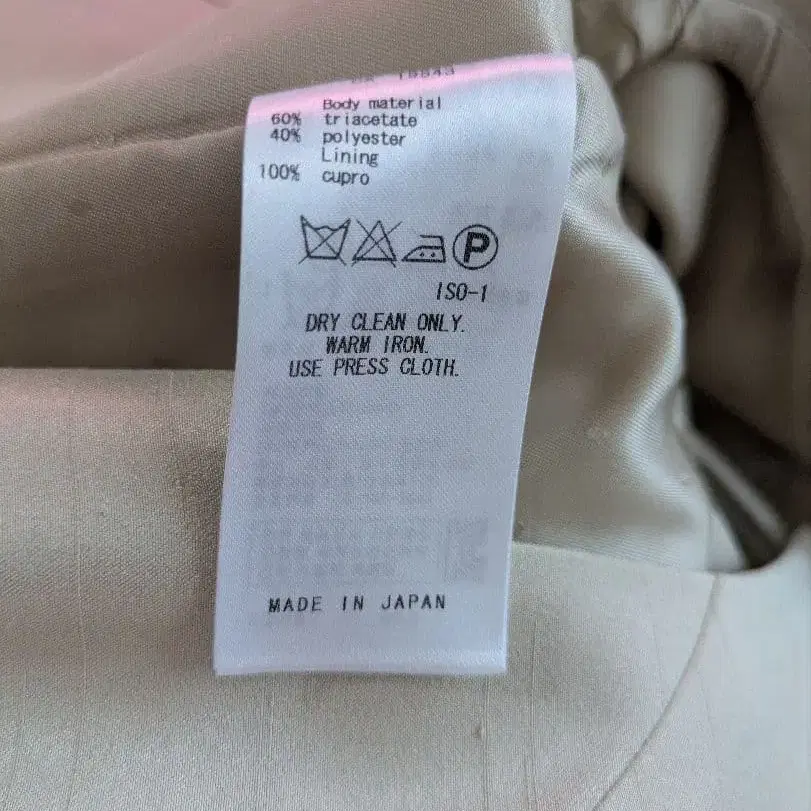 Body material
60% triacetate
40% polyester
Lining
100% cupro
P
ISO-1
DRY CLEAN ONLY.
WARM IRON.
USE PRESS CLOTH.
MADE IN JAPAN